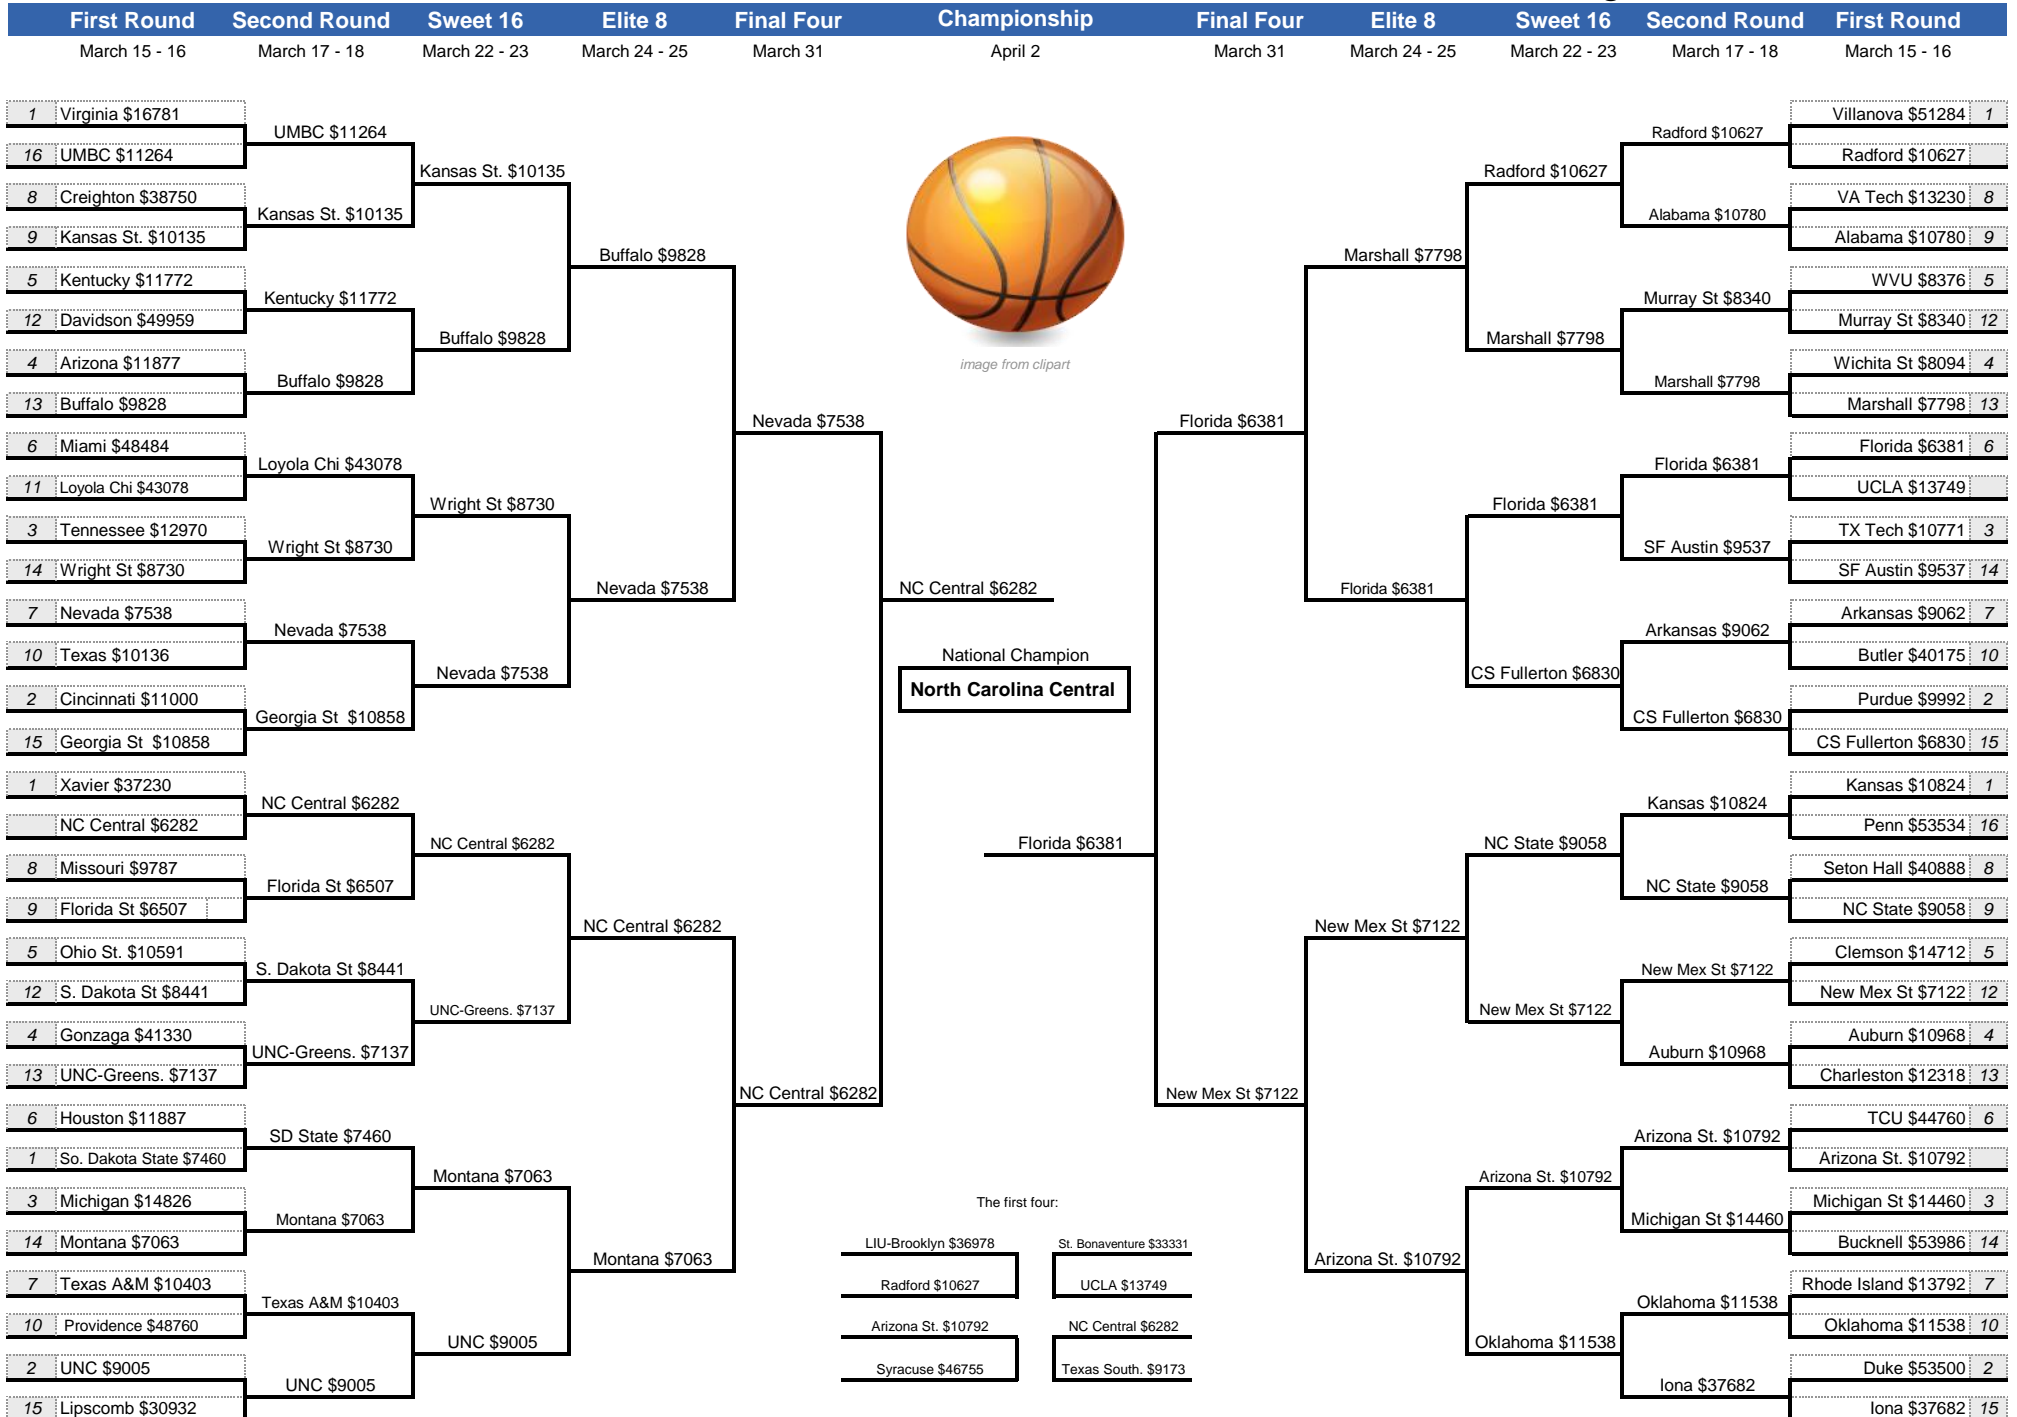 First Round Second Round Sweet 16 Elite 8 Final Four Championship Final Four Elite 8 Sweet 16 Second Round First Round
March 15 - 16 March 17 - 18 March 22 - 23 March 24 - 25 March 31 April 2 March 31 March 24 - 25 March 22 - 23 March 17 - 18 March 15 - 16
1 Virginia $16781
16 UMBC $11264
8 Creighton $38750
9 Kansas St. $10135
5 Kentucky $11772
12 Davidson $49959
4 Arizona $11877
13 Buffalo $9828
6 Miami $48484
11 Loyola Chi $43078
3 Tennessee $12970
14 Wright St $8730
7 Nevada $7538
10 Texas $10136
2 Cincinnati $11000
15 Georgia St $10858
1 Xavier $37230
NC Central $6282
8 Missouri $9787
9 Florida St $6507
5 Ohio St. $10591
12 S. Dakota St $8441
4 Gonzaga $41330
13 UNC-Greens. $7137
6 Houston $11887
1 So. Dakota State $7460
3 Michigan $14826
14 Montana $7063
7 Texas A&M $10403
10 Providence $48760
2 UNC $9005
15 Lipscomb $30932
UMBC $11264
Kansas St. $10135
Kentucky $11772
Buffalo $9828
Loyola Chi $43078
Wright St $8730
Nevada $7538
Georgia St $10858
NC Central $6282
Florida St $6507
S. Dakota St $8441
UNC-Greens. $7137
SD State $7460
Montana $7063
Texas A&M $10403
UNC $9005
Kansas St. $10135
Buffalo $9828
Wright St $8730
Nevada $7538
NC Central $6282
UNC-Greens. $7137
Montana $7063
UNC $9005
Buffalo $9828
Nevada $7538
NC Central $6282
Montana $7063
Nevada $7538
NC Central $6282
image from clipart
NC Central $6282
National Champion
North Carolina Central
Florida $6381
The first four:
LIU-Brooklyn $36978
Radford $10627
Arizona St. $10792
Syracuse $46755
St. Bonaventure $33331
UCLA $13749
NC Central $6282
Texas South. $9173
Florida $6381
New Mex St $7122
Marshall $7798
Florida $6381
New Mex St $7122
Arizona St. $10792
Radford $10627
Marshall $7798
Florida $6381
CS Fullerton $6830
NC State $9058
New Mex St $7122
Arizona St. $10792
Oklahoma $11538
Radford $10627
Alabama $10780
Murray St $8340
Marshall $7798
Florida $6381
SF Austin $9537
Arkansas $9062
CS Fullerton $6830
Kansas $10824
NC State $9058
New Mex St $7122
Auburn $10968
Arizona St. $10792
Michigan St $14460
Oklahoma $11538
Iona $37682
Villanova $51284 1
Radford $10627
VA Tech $13230 8
Alabama $10780 9
WVU $8376 5
Murray St $8340 12
Wichita St $8094 4
Marshall $7798 13
Florida $6381 6
UCLA $13749
TX Tech $10771 3
SF Austin $9537 14
Arkansas $9062 7
Butler $40175 10
Purdue $9992 2
CS Fullerton $6830 15
Kansas $10824 1
Penn $53534 16
Seton Hall $40888 8
NC State $9058 9
Clemson $14712 5
New Mex St $7122 12
Auburn $10968 4
Charleston $12318 13
TCU $44760 6
Arizona St. $10792
Michigan St $14460 3
Bucknell $53986 14
Rhode Island $13792 7
Oklahoma $11538 10
Duke $53500 2
Iona $37682 15